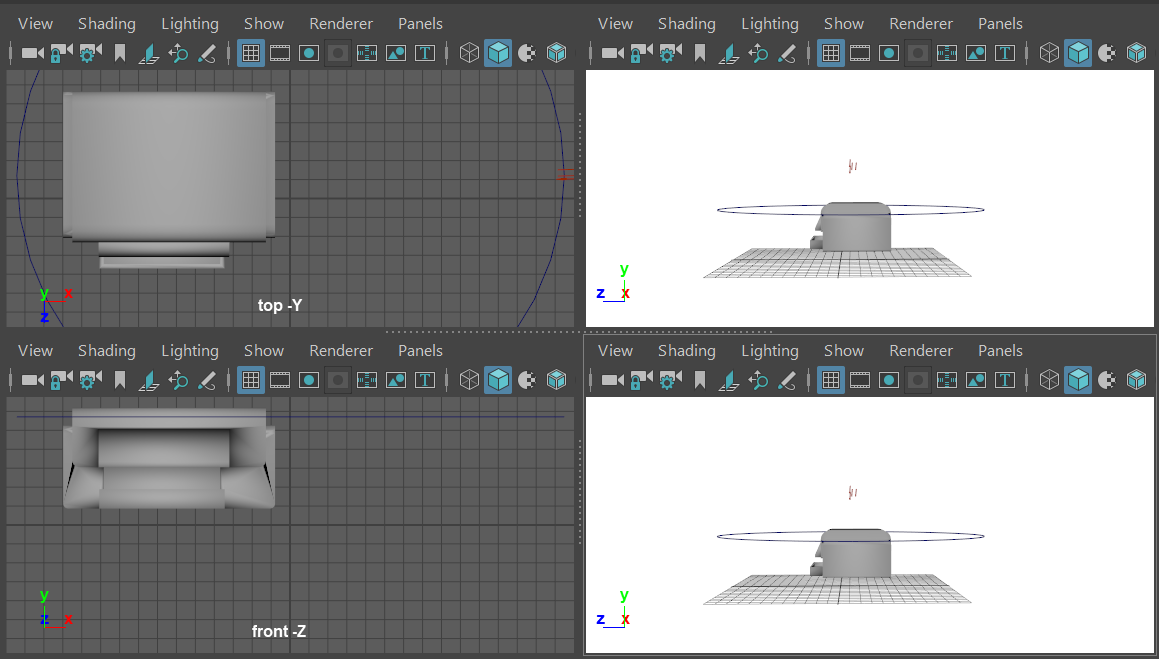 View Shading Lighting Show Renderer Panels
View Shading Lighting Show Renderer Panels
T
T
y x
z
top -Y
y
z x
View Shading Lighting Show Renderer Panels
View Shading Lighting Show Renderer Panels
T
T
y
z x
front -Z
y
z x